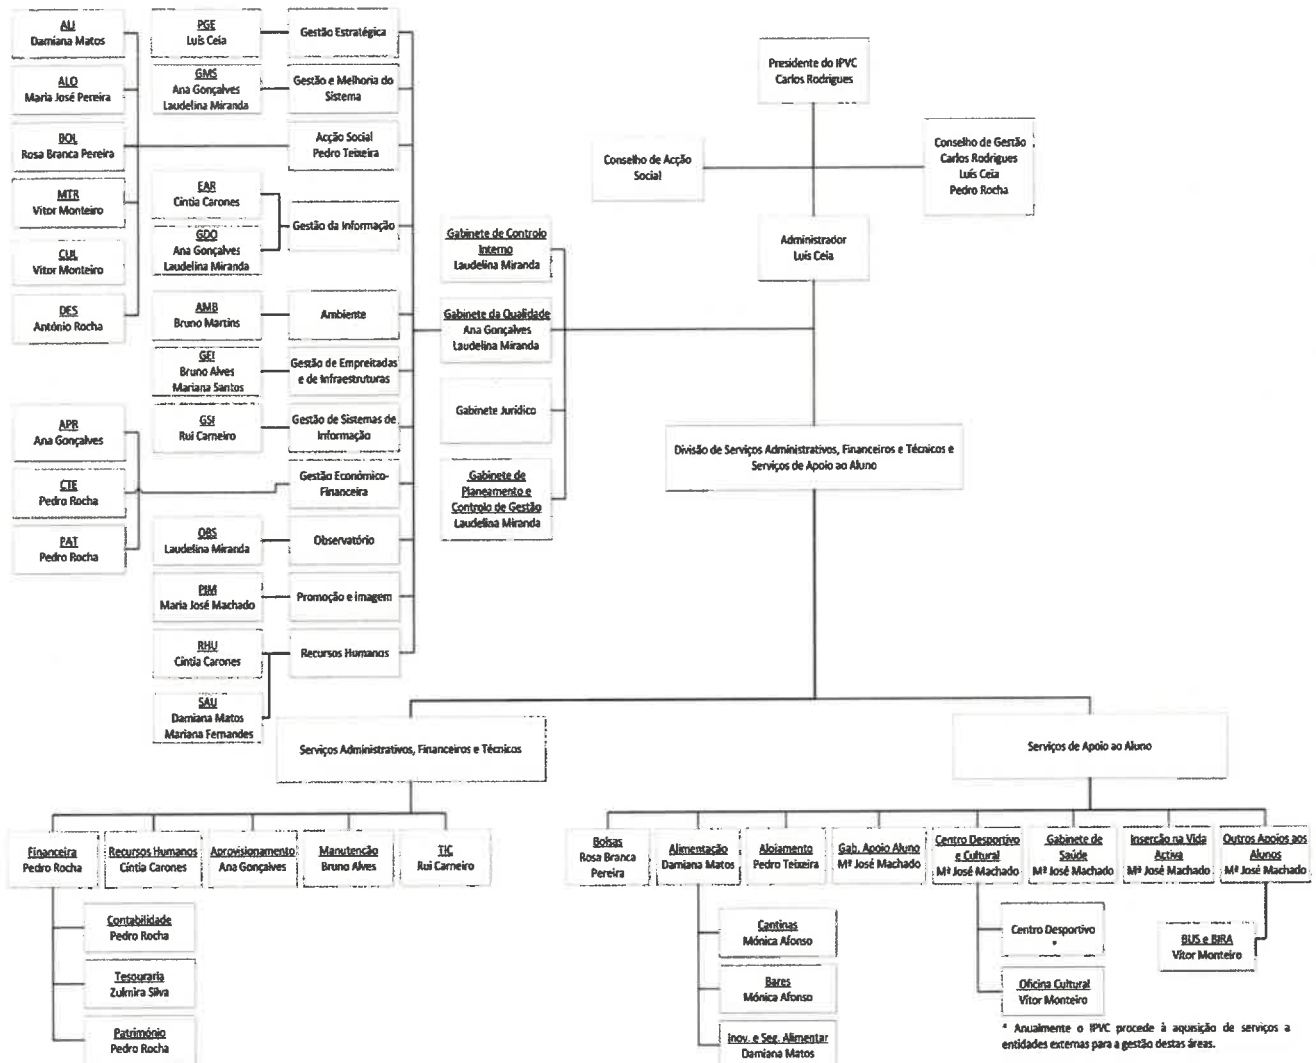 ALI
Damiana Matos
ALO
Maria José Pereira
BOL
Rosa Branca Pereira
MTR
Vitor Monteiro
CUL
Vitor Monteiro
DES
António Rocha
APR
Ana Gonçalves
CTE
Pedro Rocha
PAT
Pedro Rocha
PGE
Luís Ceia
GMS
Ana Gonçalves
Laudelina Miranda
EAR
Cíntia Carones
GDO
Ana Gonçalves
Laudelina Miranda
AMB
Bruno Martins
GEI
Bruno Alves
Mariana Santos
GSI
Rui Carneiro
OBS
Laudelina Miranda
PIM
Maria José Machado
RHU
Cíntia Carones
SAU
Damiana Matos
Mariana Fernandes
Gestão Estratégica
Gestão e Melhoria do
Sistema
Acção Social
Pedro Teixeira
Gestão da Informação
Ambiente
Gestão de Empreitadas
e de Infraestruturas
Gestão de Sistemas de
Informação
Gestão Económico-
Financeira
Observatório
Promoção e imagem
Recursos Humanos
Gabinete de Controlo
Interno
Laudelina Miranda
Gabinete da Qualidade
Ana Gonçalves
Laudelina Miranda
Gabinete Jurídico
Gabinete de
Planeamento e
Controlo de Gestão
Laudelina Miranda
Presidente do IPVC
Carlos Rodrigues
Conselho de Acção
Social
Conselho de Gestão
Carlos Rodrigues
Luís Ceia
Pedro Rocha
Administrador
Luís Ceia
Divisão de Serviços Administrativos, Financeiros e Técnicos e
Serviços de Apoio ao Aluno
Serviços Administrativos, Financeiros e Técnicos
Serviços de Apoio ao Aluno
Financeira
Pedro Rocha
Recursos Humanos
Cíntia Carones
Aprovisionamento
Ana Gonçalves
Manutenção
Bruno Alves
TIC
Rui Carneiro
Contabilidade
Pedro Rocha
Tesouraria
Zulmira Silva
Património
Pedro Rocha
Bolsas
Rosa Branca
Pereira
Alimentação
Damiana Matos
Alojamento
Pedro Teixeira
Gab. Apoio Aluno
Mª José Machado
Centro Desportivo
e Cultural
Mª José Machado
Gabinete de
Saúde
Mª José Machado
Inserção na Vida
Activa
Mª José Machado
Outros Apoios aos
Alunos
Mª José Machado
Cantinas
Mónica Afonso
Bares
Mónica Afonso
Inov. e Seg. Alimentar
Damiana Matos
Centro Desportivo
*
Oficina Cultural
Vitor Monteiro
BUS e BIRA
Vitor Monteiro
* Anualmente o IPVC procede à aquisição de serviços a
entidades externas para a gestão destas áreas.